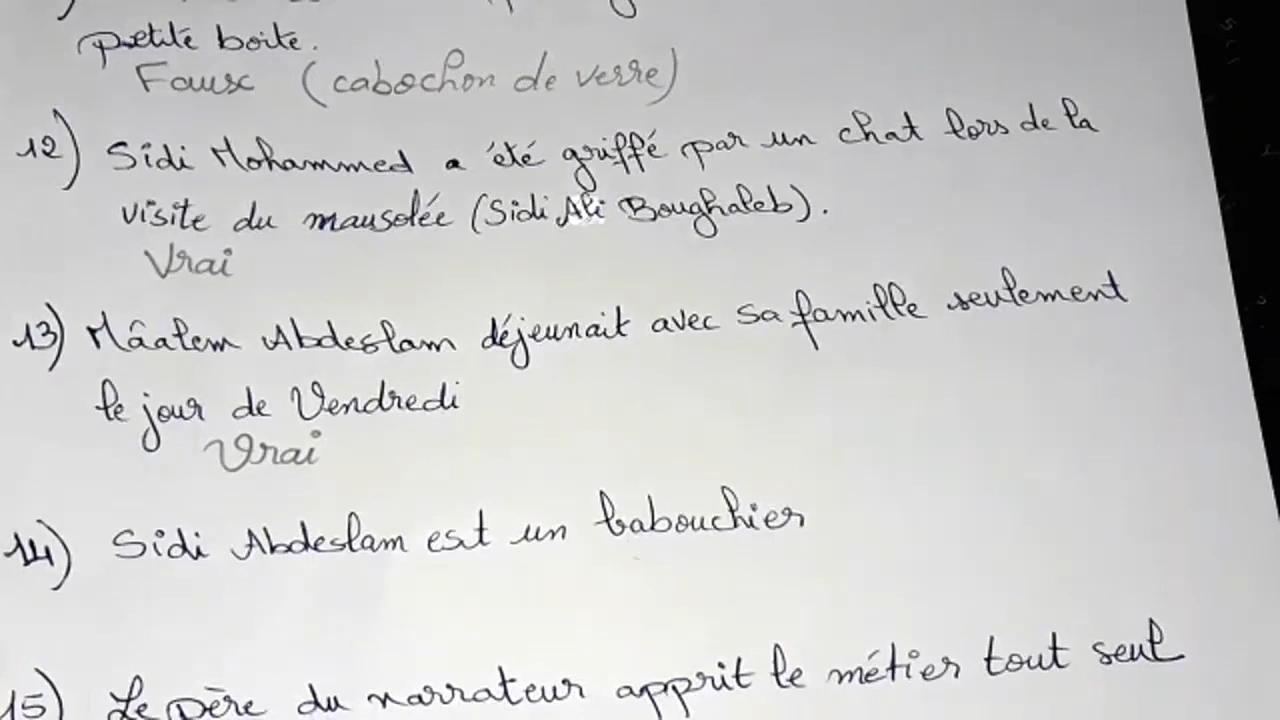 petite boite.
Faux (cabochon de verre)
12) Sidi Mohammed a été griffé par un chat lors de la
visite du mausolée (Sidi Ali Boughaleb).
Vrai
13) Mâalem Abdeslam déjeunait avec sa famille seulement
le jour de Vendredi
Vrai
14) Sidi Abdeslam est un babouchier
15) Le père du narrateur apprit le métier tout seul